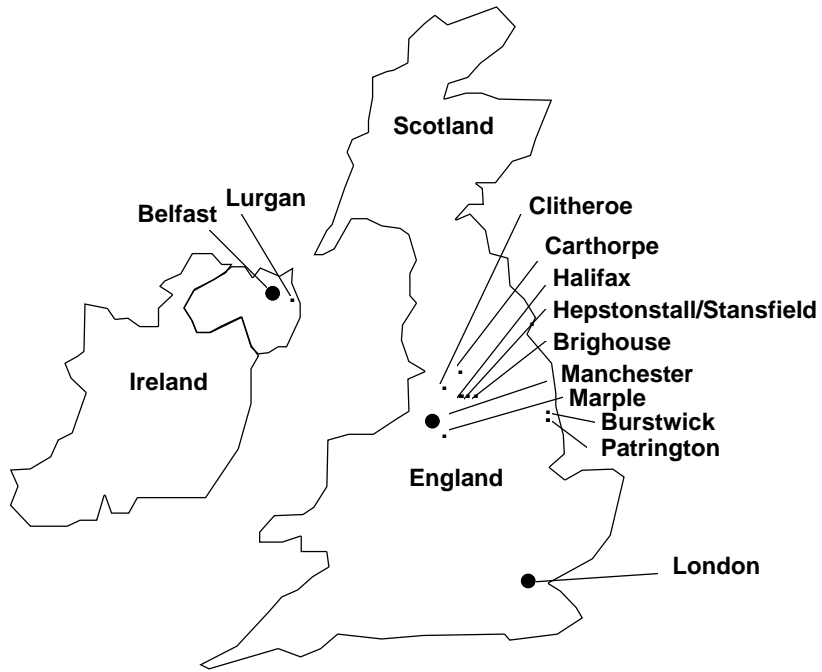 Scotland
Lurgan
Belfast
Clitheroe
Carthorpe
Halifax
Hepstonstall/Stansfield
Brighouse
Ireland
Manchester
Marple
Burstwick
Patrington
England
London